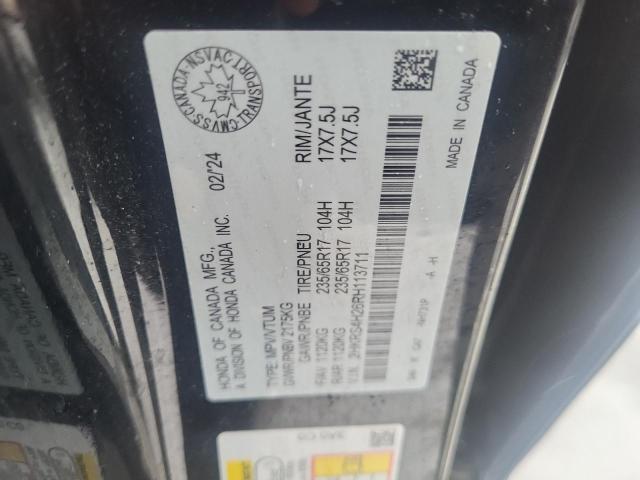 CMVSS·CANADA·NSVAC
TRANSPORT
942
HONDA OF CANADA MFG., 02/'24
A DIVISION OF HONDA CANADA INC.
TYPE: MPV/VTUM
GVWR/PNBV 2175KG
GAWR/PNBE TIRE/PNEU RIM/JANTE
F/AV 1120KG 235/65R17 104H 17X7.5J
R/AR 1120KG 235/65R17 104H 17X7.5J
V.I.N. 2HKRS4H26RH113711
-A -H
MADE IN CANADA